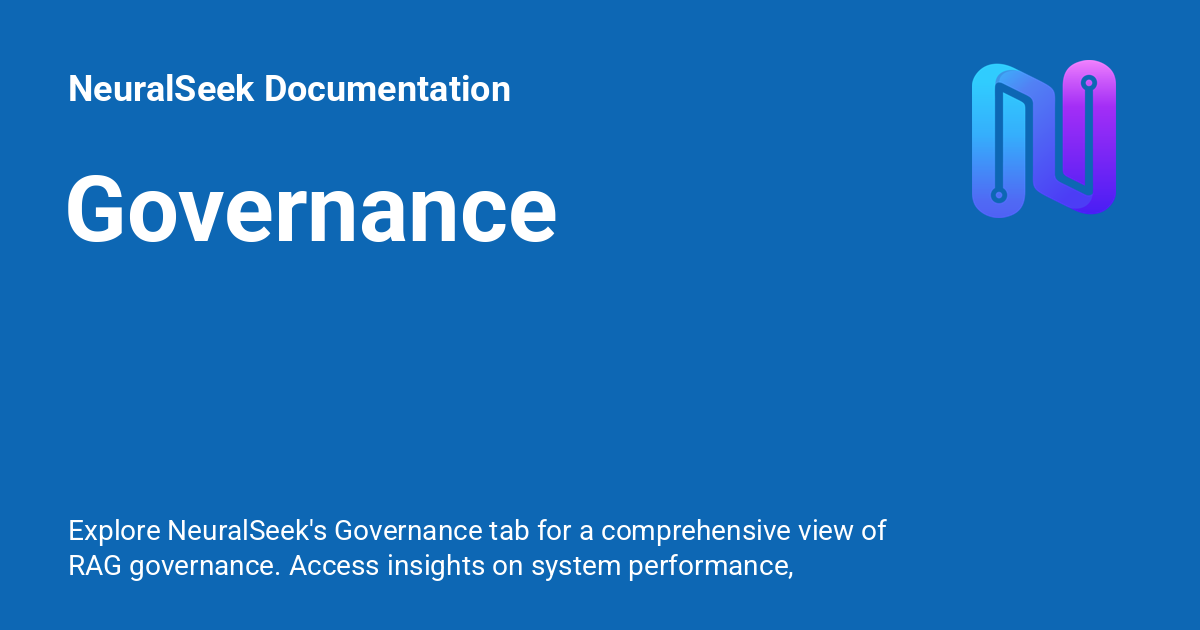 NeuralSeek Documentation
Governance
Explore NeuralSeek's Governance tab for a comprehensive view of
RAG governance. Access insights on system performance,